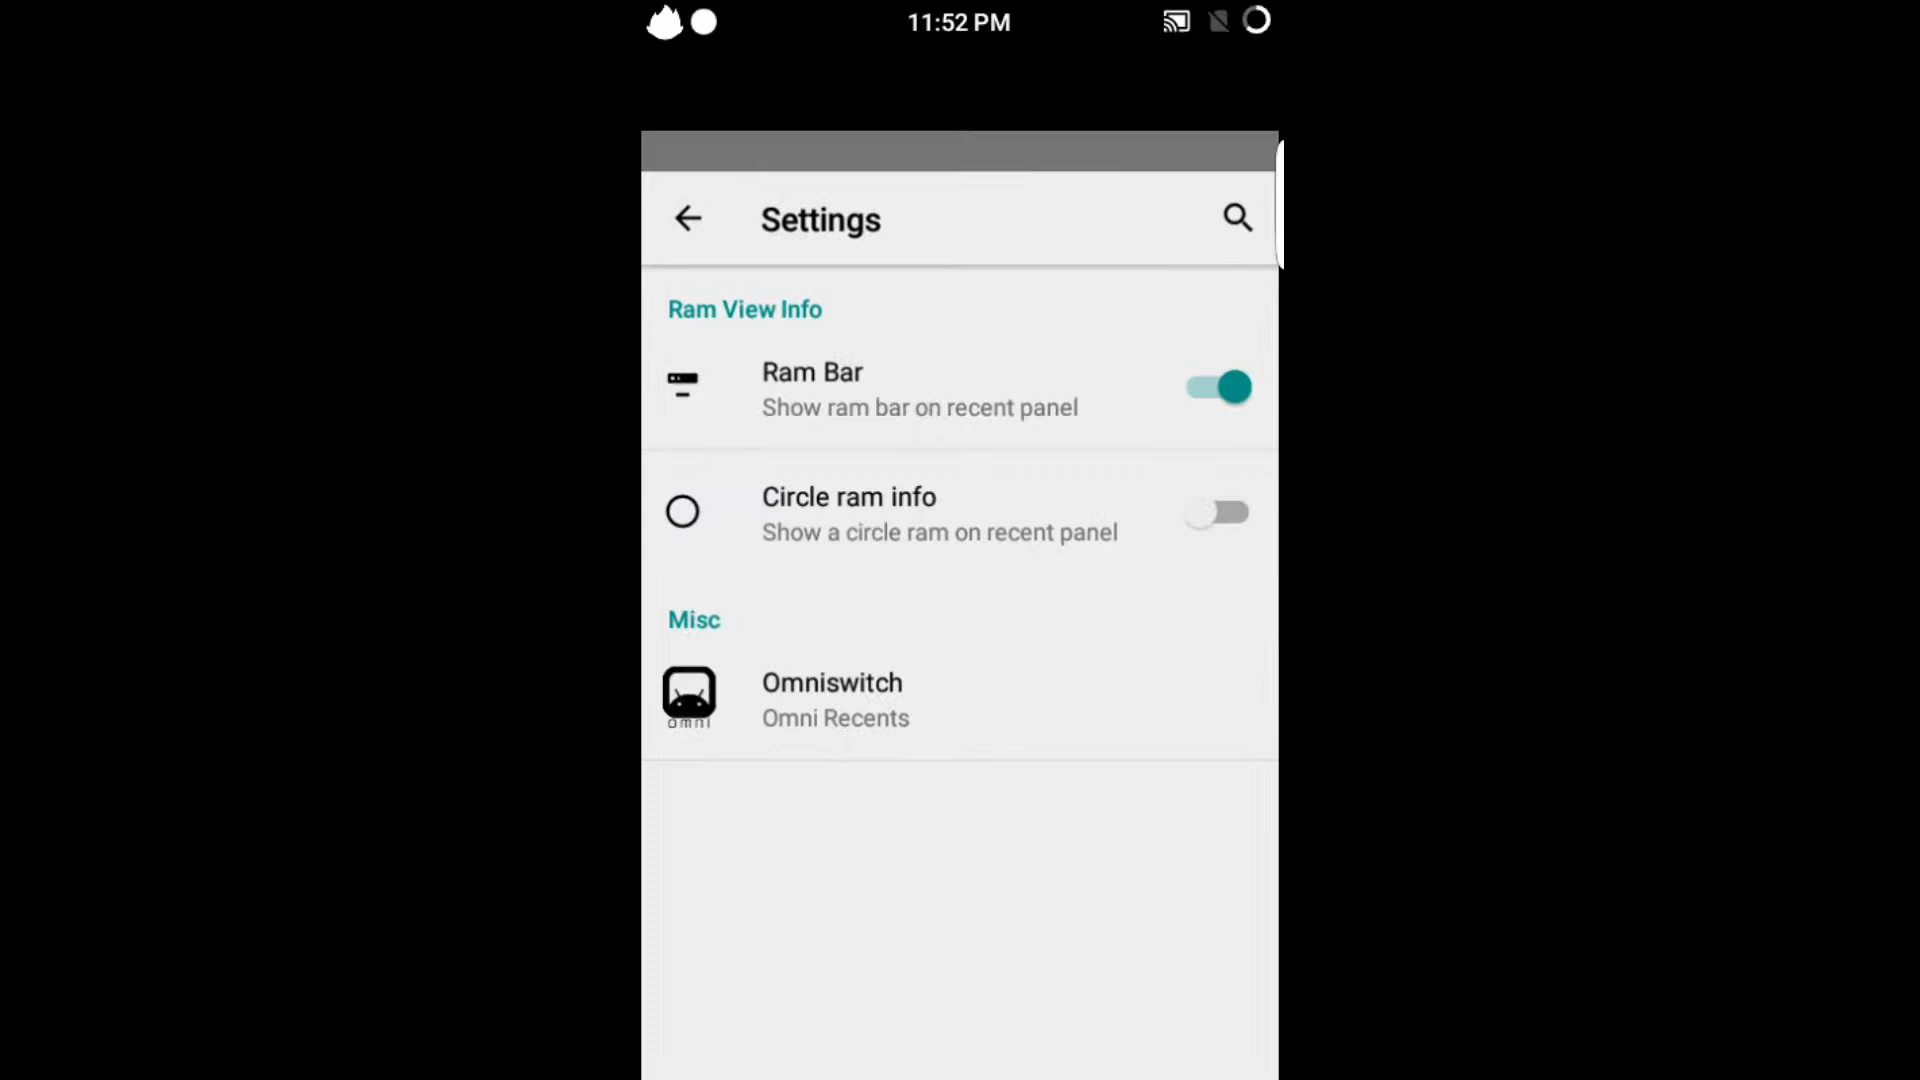 11:52 PM
Settings
Ram View Info
Ram Bar
Show ram bar on recent panel
Circle ram info
Show a circle ram on recent panel
Misc
Omniswitch
omni
Omni Recents